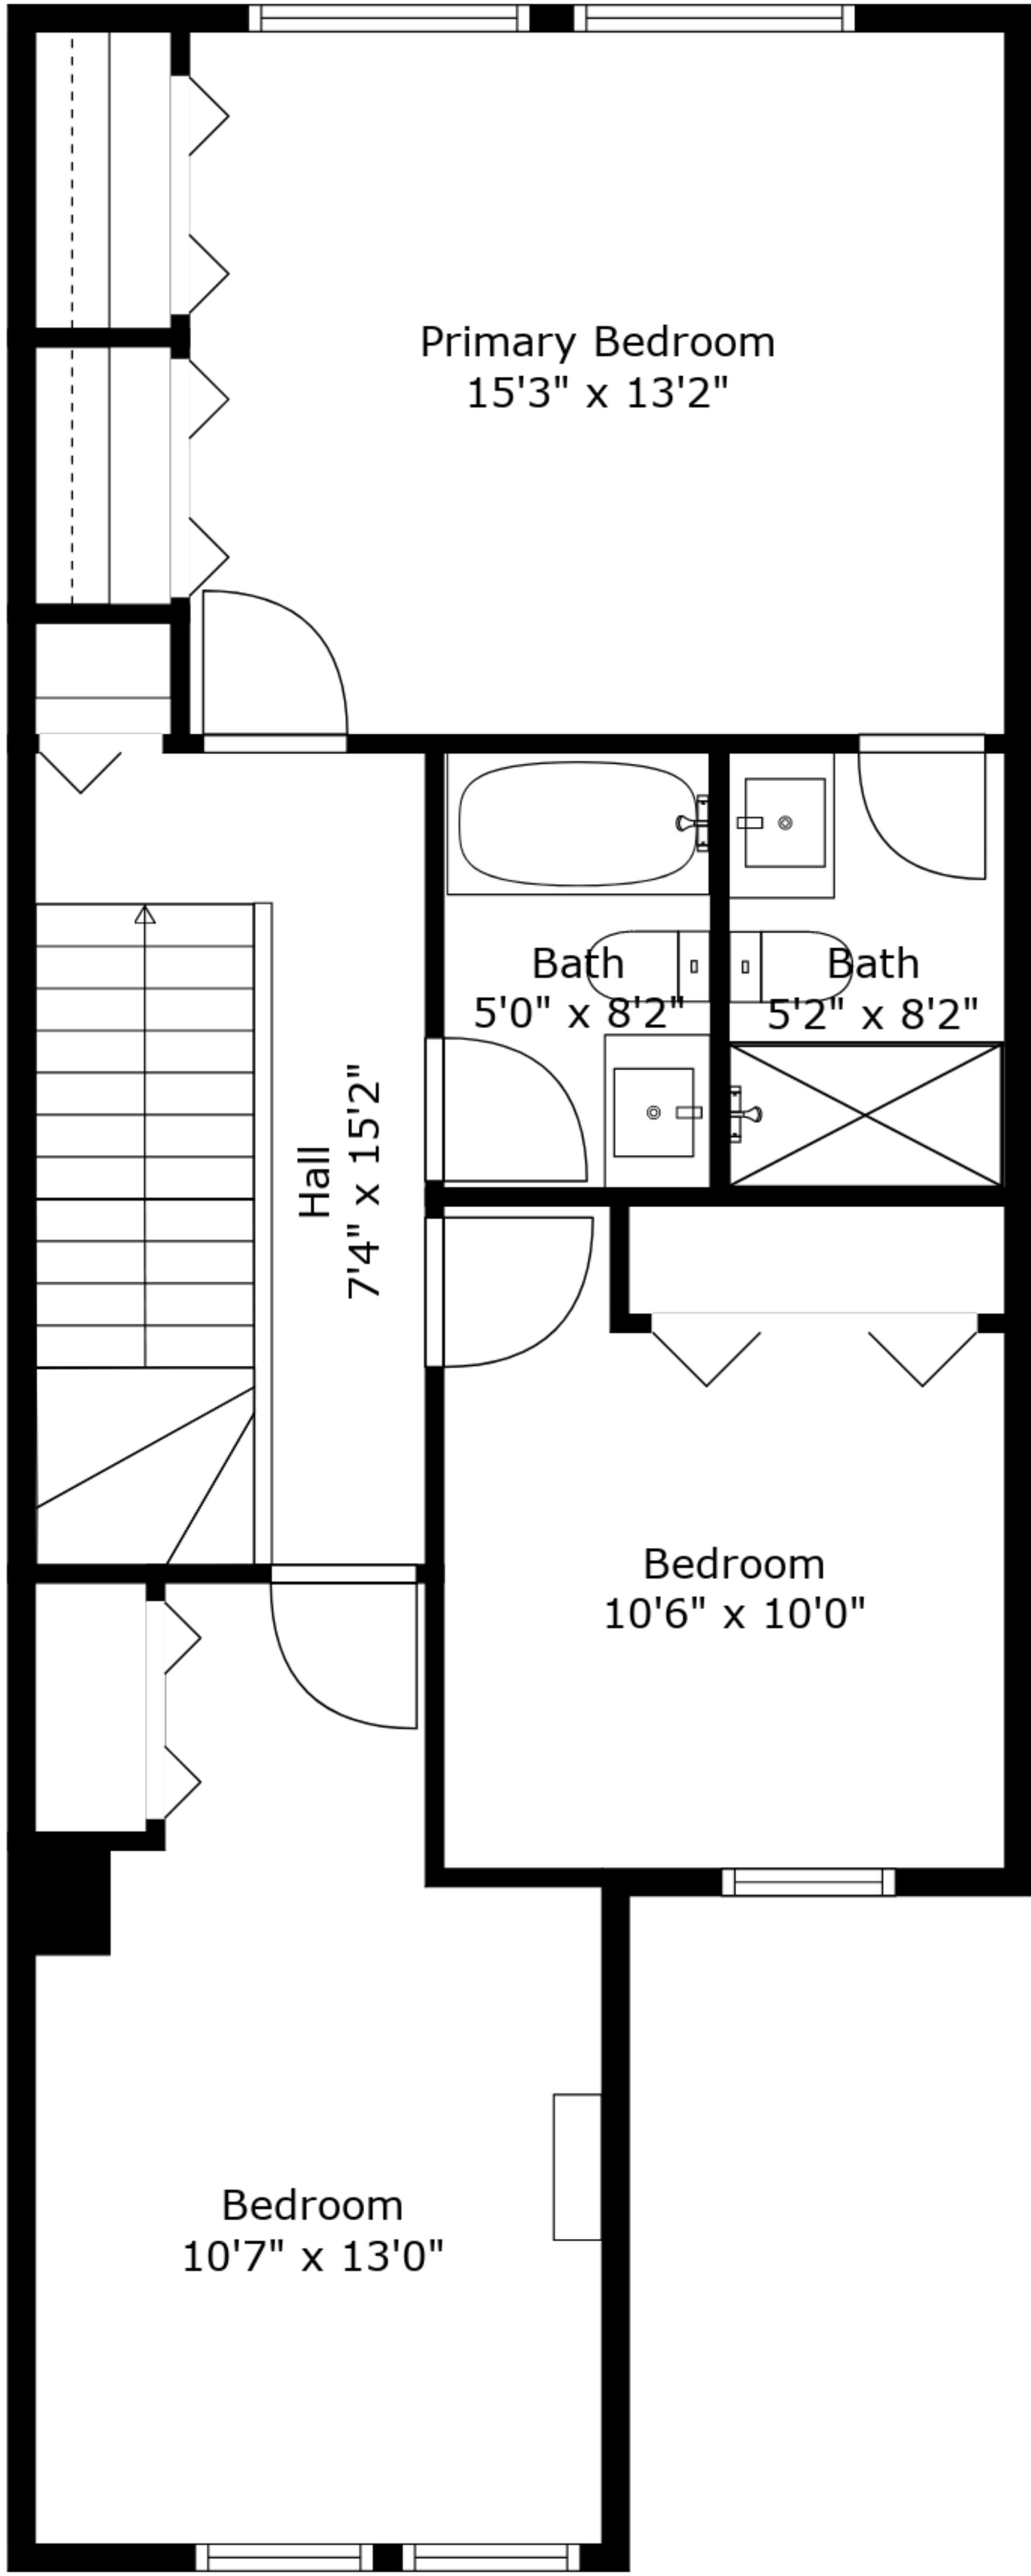 Primary Bedroom
15'3" x 13'2"
Bath
5'0" x 8'2"
Bath
5'2" x 8'2"
Hall
7'4" x 15'2"
Bedroom
10'6" x 10'0"
Bedroom
10'7" x 13'0"